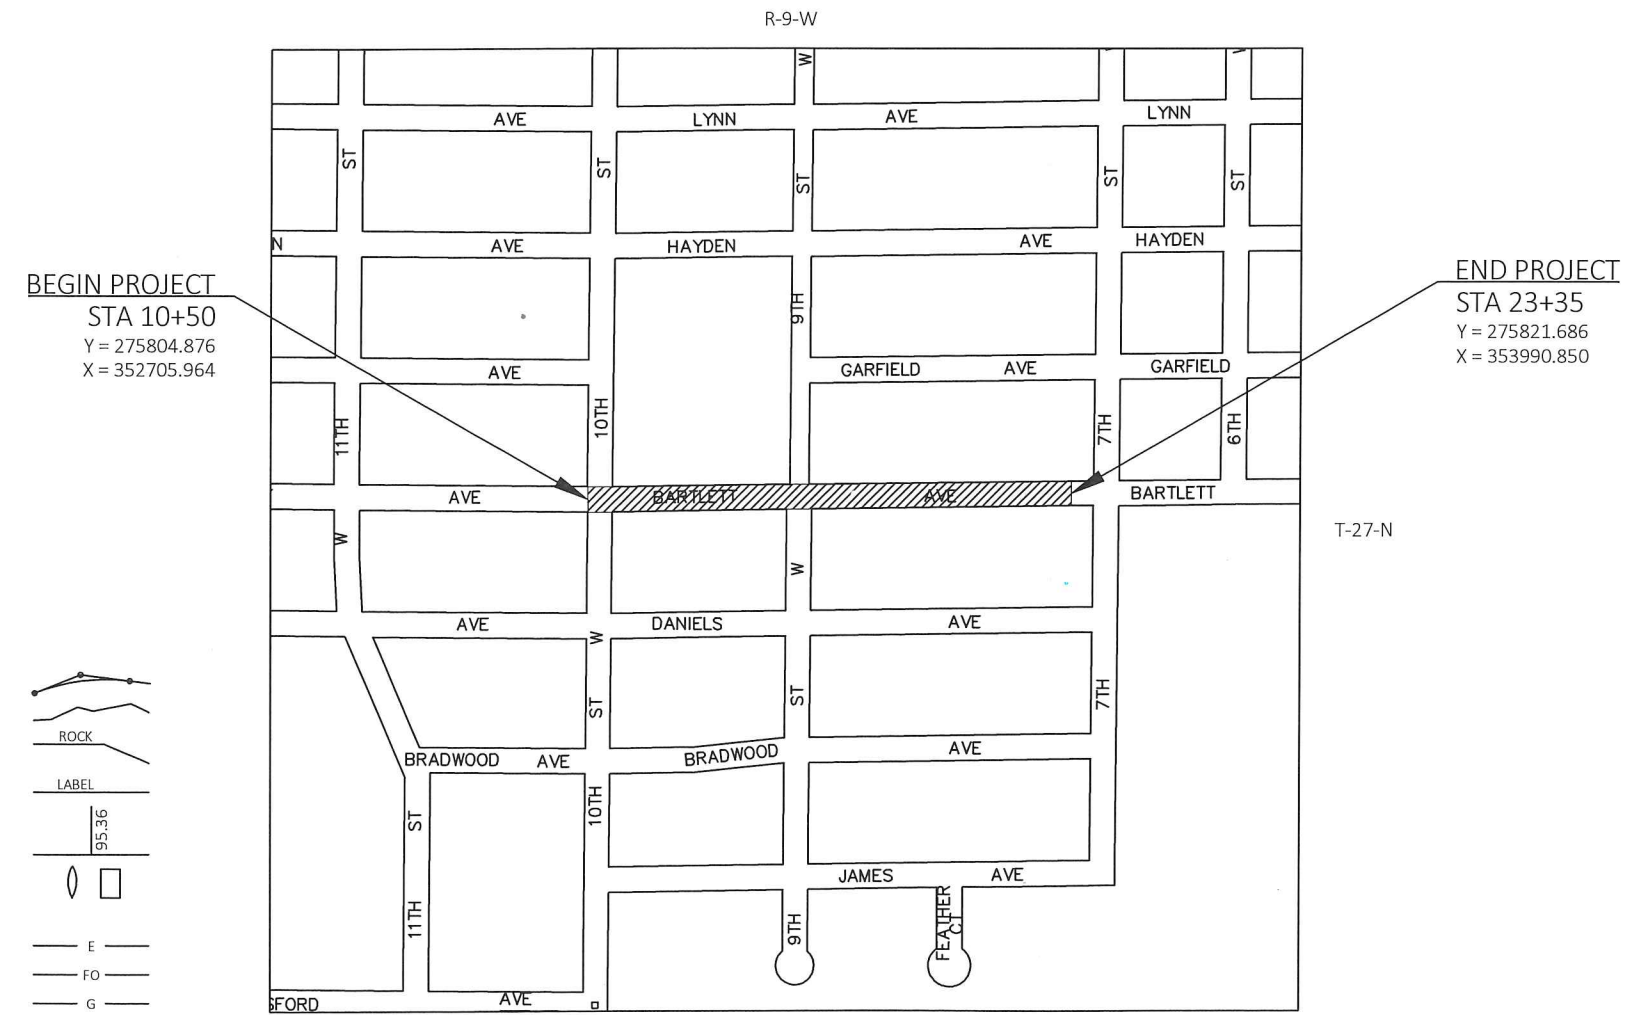 R-9-W
W
AVE
LYNN
AVE
LYNN
ST
ST
ST
ST
ST
N
AVE
HAYDEN
AVE
HAYDEN
BEGIN PROJECT
STA 10+50
Y = 275804.876
X = 352705.964
END PROJECT
STA 23+35
Y = 275821.686
X = 353990.850
9TH
AVE
GARFIELD
AVE
GARFIELD
11TH
10TH
7TH
6TH
AVE
BARTLETT
AVE
BARTLETT
T-27-N
W
W
AVE
DANIELS
AVE
W
ST
ST
7TH
BRADWOOD
AVE
BRADWOOD
AVE
ROCK
LABEL
95.36
ST
10TH
JAMES
AVE
11TH
9TH
FEATHER
CT
E
FO
G
SFORD
AVE